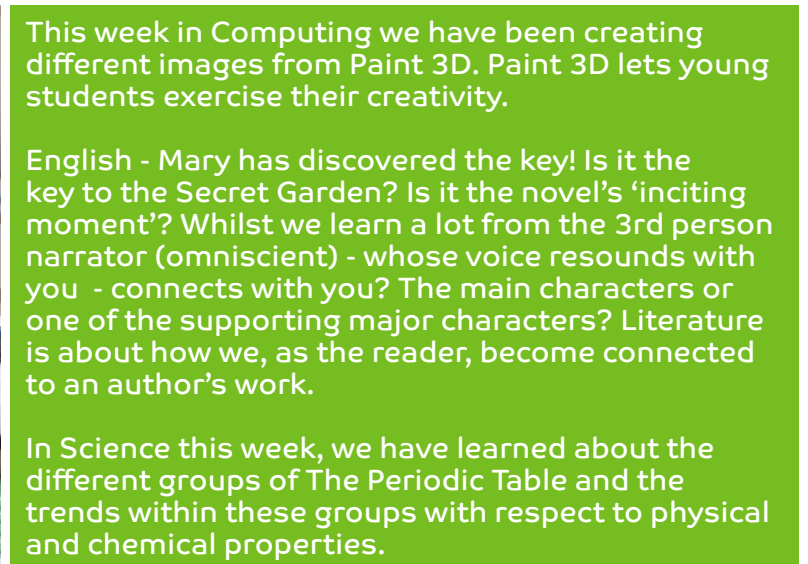 This week in Computing we have been creating
different images from Paint 3D. Paint 3D lets young
students exercise their creativity.
English - Mary has discovered the key! Is it the
key to the Secret Garden? Is it the novel's ‘inciting
moment’? Whilst we learn a lot from the 3rd person
narrator (omniscient) - whose voice resounds with
you  - connects with you? The main characters or
one of the supporting major characters? Literature
is about how we, as the reader, become connected
to an author’s work.
In Science this week, we have learned about the
different groups of The Periodic Table and the
trends within these groups with respect to physical
and chemical properties.